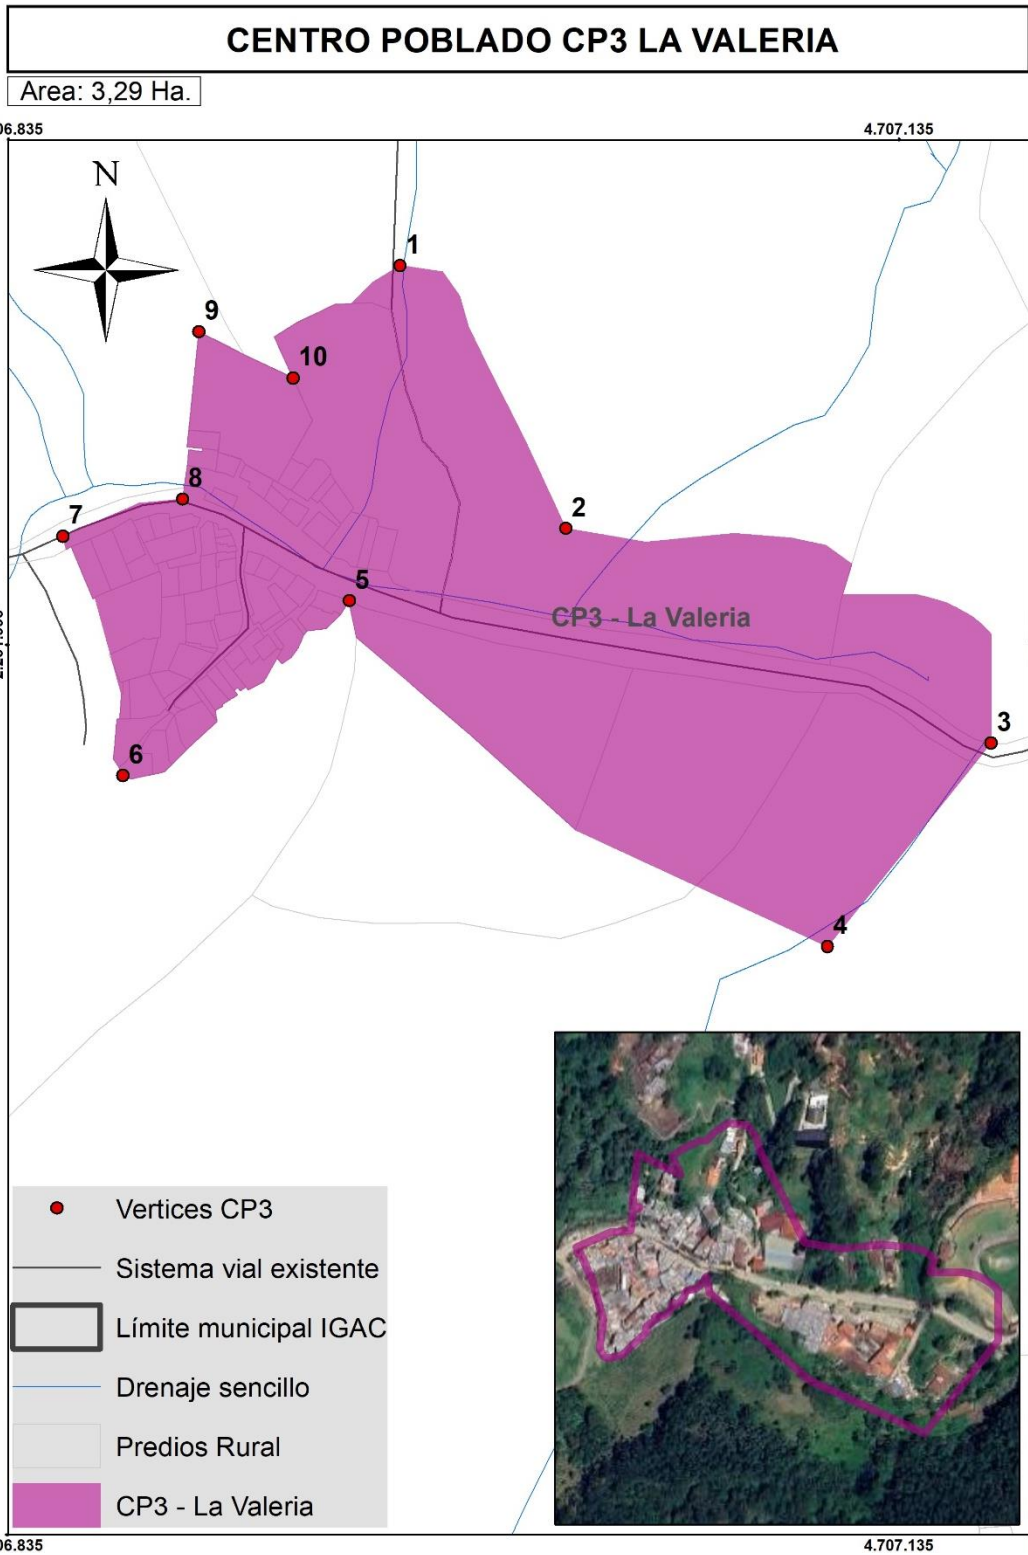 CENTRO POBLADO CP3 LA VALERIA
Area: 3,29 Ha.
06.835
4.707.135
N
1
9
10
2
8
7
5
CP3 - La Valeria
3
6
4
Vertices CP3
Sistema vial existente
Límite municipal IGAC
Drenaje sencillo
Predios Rural
CP3 - La Valeria
06.835
4.707.135